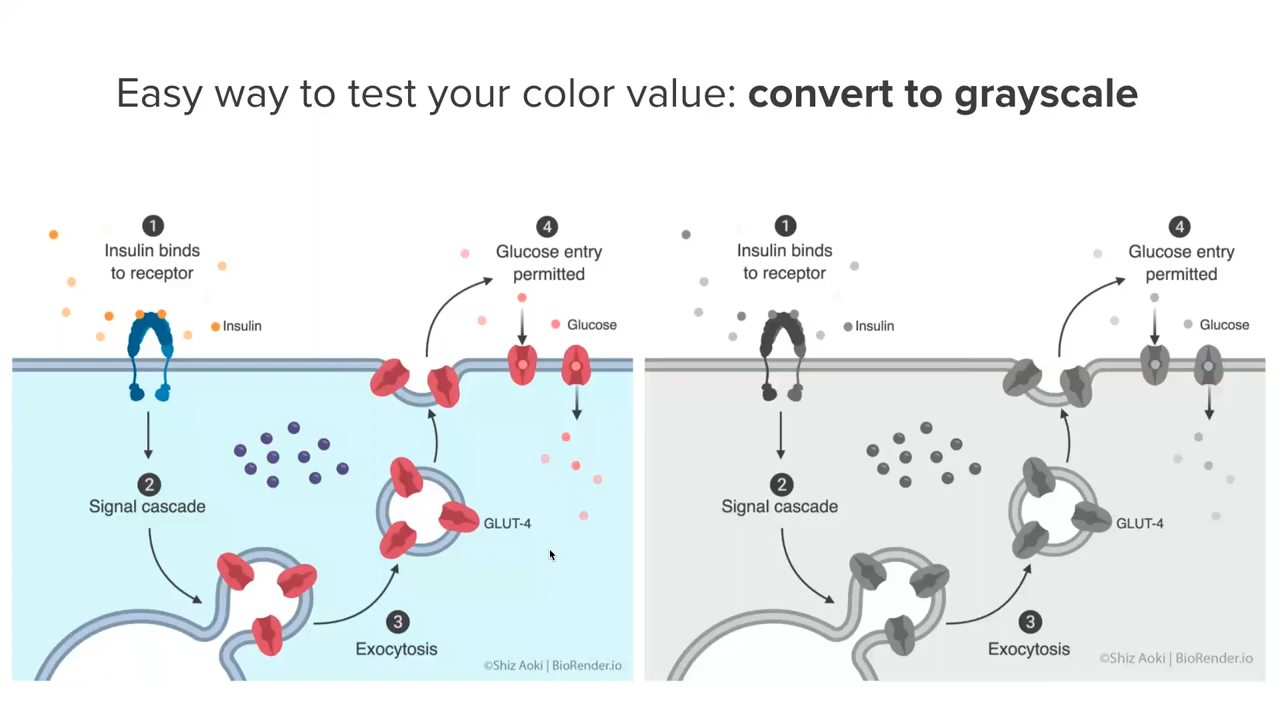 Easy way to test your color value: convert to grayscale
1
Insulin binds
to receptor
Insulin
4
Glucose entry
permitted
Glucose
2
Signal cascade
GLUT-4
3
Exocytosis
©Shiz Aoki | BioRender.io
1
Insulin binds
to receptor
Insulin
4
Glucose entry
permitted
Glucose
2
Signal cascade
GLUT-4
3
Exocytosis
©Shiz Aoki | BioRender.io